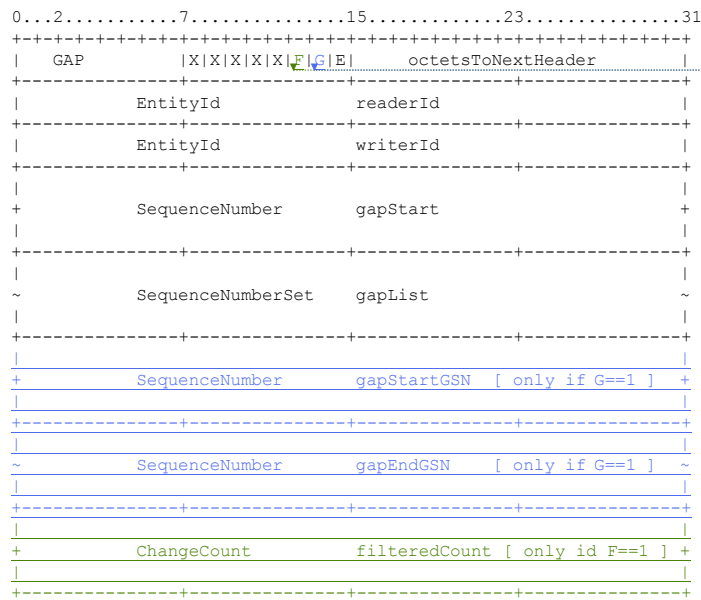 0...2...........7...............15.............23...............31
+-+-+-+-+-+-+-+-+-+-+-+-+-+-+-+-+-+-+-+-+-+-+-+-+-+-+-+-+-+-+-+-+
|   GAP         |X|X|X|X|X|F|G|E|     octetsToNextHeader        |
+---------------+---------------+---------------+---------------+
|           EntityId            readerId                        |
+---------------+---------------+---------------+---------------+
|           EntityId            writerId                        |
+---------------+---------------+---------------+---------------+
|                                                               |
+           SequenceNumber      gapStart                        +
|                                                               |
+---------------+---------------+---------------+---------------+
|                                                               |
~           SequenceNumberSet   gapList                         ~
|                                                               |
+---------------+---------------+---------------+---------------+
|                                                               |
+           SequenceNumber      gapStartGSN  [ only if G==1 ]   +
|                                                               |
+---------------+---------------+---------------+---------------+
|                                                               |
~           SequenceNumber      gapEndGSN    [ only if G==1 ]   ~
|                                                               |
+---------------+---------------+---------------+---------------+
|                                                               |
+           ChangeCount         filteredCount [ only id F==1 ]  +
|                                                               |
+---------------+---------------+---------------+---------------+